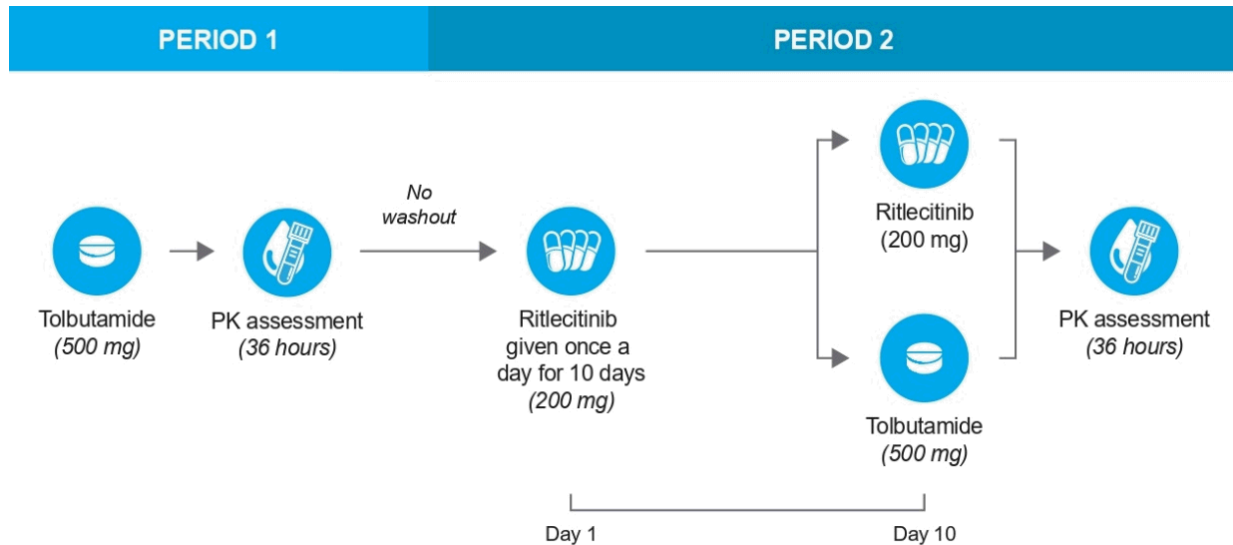 PERIOD 1
PERIOD 2
No
washout
Tolbutamide
(500 mg)
PK assessment
(36 hours)
Ritlecitinib
given once a
day for 10 days
(200 mg)
Ritlecitinib
(200 mg)
Tolbutamide
(500 mg)
PK assessment
(36 hours)
Day 1
Day 10